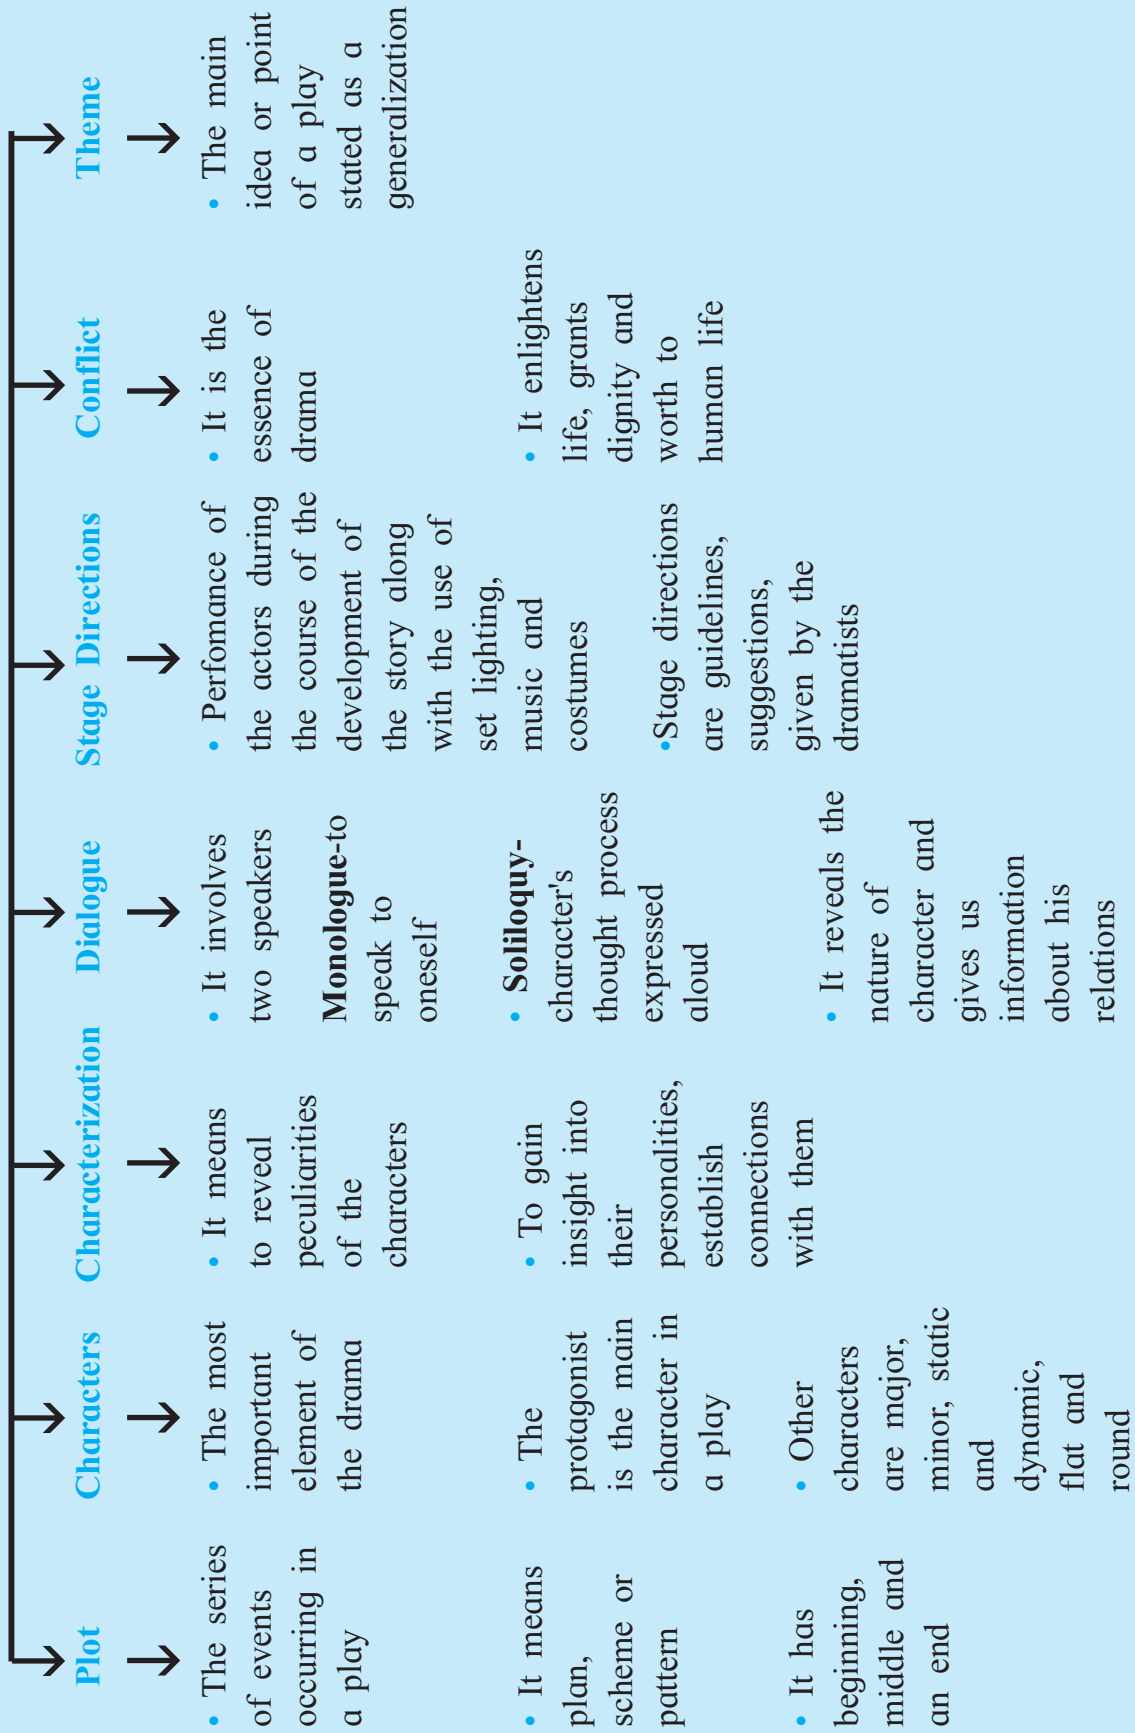 Plot
• The series
of events
occurring in
a play
• It means
plan,
scheme or
pattern
• It has
beginning,
middle and
an end
Characters
• The most
important
element of
the drama
• The
protagonist
is the main
character in
a play
• Other
characters
are major,
minor, static
and
dynamic,
flat and
round
Characterization
• It means
to reveal
peculiarities
of the
characters
• To gain
insight into
their
personalities,
establish
connections
with them
Dialogue
• It involves
two speakers
Monologue-to
speak to
oneself
• Soliloquy-
character's
thought process
expressed
aloud
• It reveals the
nature of
character and
gives us
information
about his
relations
Stage Directions
• Perfomance of
the actors during
the course of the
development of
the story along
with the use of
set lighting,
music and
costumes
•Stage directions
are guidelines,
suggestions,
given by the
dramatists
Conflict
• It is the
essence of
drama
• It enlightens
life, grants
dignity and
worth to
human life
Theme
• The main
idea or point
of a play
stated as a
generalization